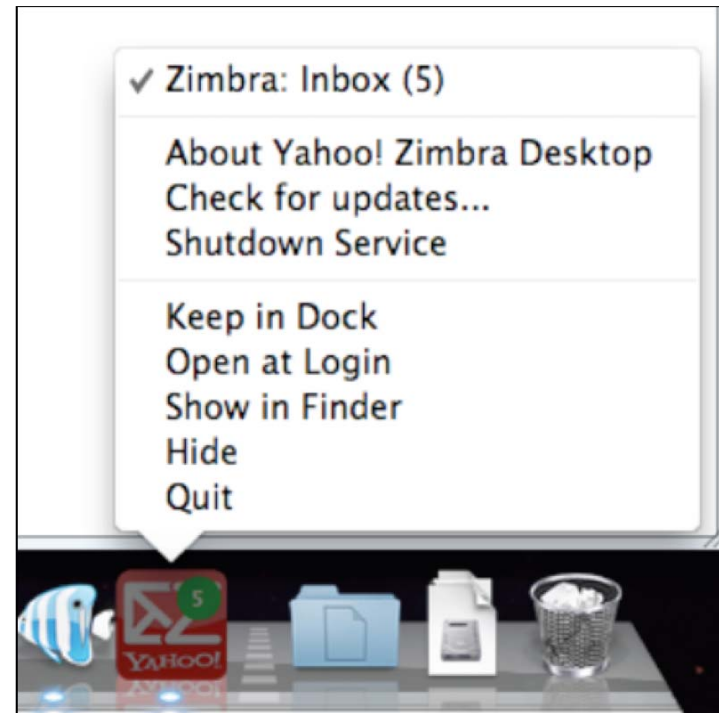 ✓ Zimbra: Inbox (5)
About Yahoo! Zimbra Desktop
Check for updates...
Shutdown Service
Keep in Dock
Open at Login
Show in Finder
Hide
Quit
5
YAHOO!